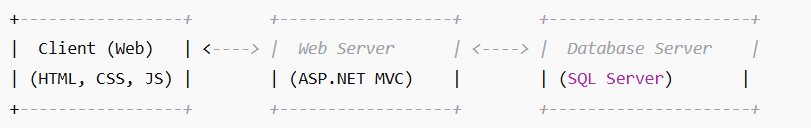 +-----------------+       +-----------------+       +--------------------+
|  Client (Web)   | <----> |  Web Server     | <----> |  Database Server   |
| (HTML, CSS, JS) |       | (ASP.NET MVC)   |       | (SQL Server)       |
+-----------------+       +-----------------+       +--------------------+